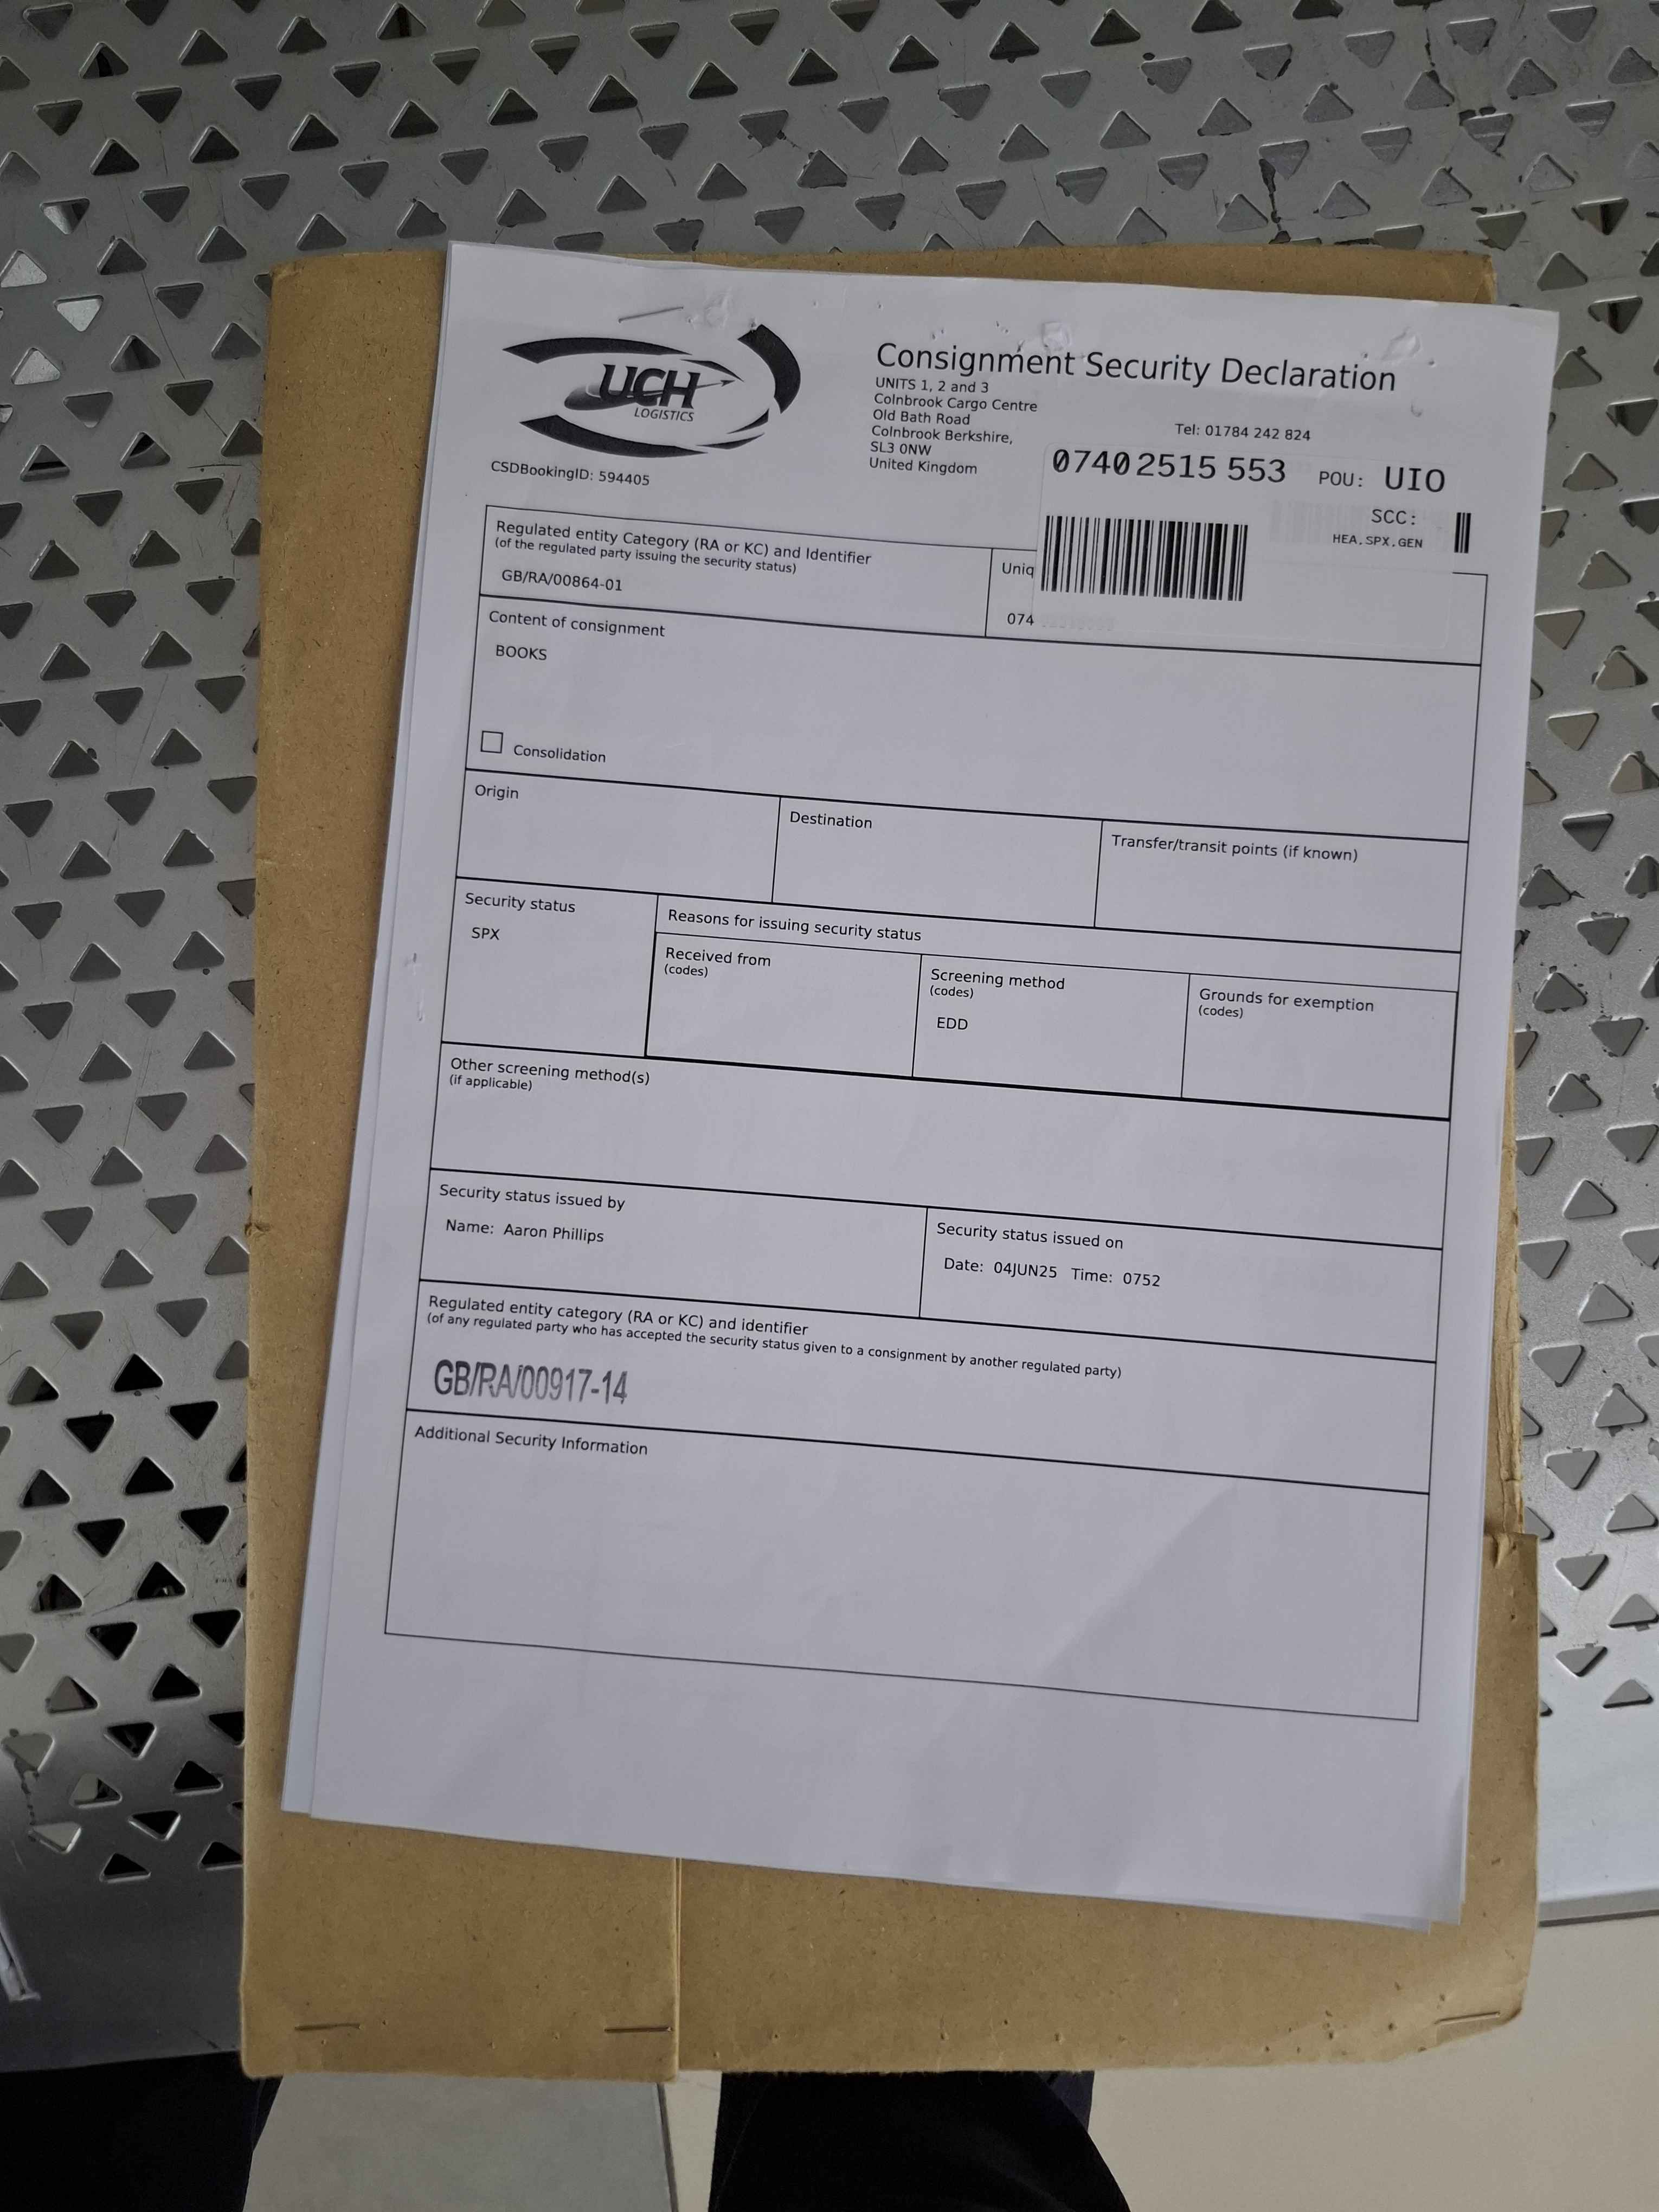 UCH
LOGISTICS
CSDBookingID: 594405
Consignment Security Declaration
UNITS 1, 2 and 3
Colnbrook Cargo Centre
Old Bath Road
Colnbrook Berkshire,
SL3 0NW
United Kingdom
Tel: 01784 242 824
07402515 553 POU: UIO
SCC:
HEA.SPX.GEN
Regulated entity Category (RA or KC) and Identifier
(of the regulated party issuing the security status)
GB/RA/00864-01
Uniq
074
Content of consignment
BOOKS
Consolidation
Origin
Destination
Transfer/transit points (if known)
Security status
SPX
Reasons for issuing security status
Received from
(codes)
Screening method
(codes)
EDD
Grounds for exemption
(codes)
Other screening method(s)
(if applicable)
Security status issued by
Name: Aaron Phillips
Security status issued on
Date: 04JUN25 Time: 0752
Regulated entity category (RA or KC) and identifier
(of any regulated party who has accepted the security status given to a consignment by another regulated party)
GB/RA/00917-14
Additional Security Information